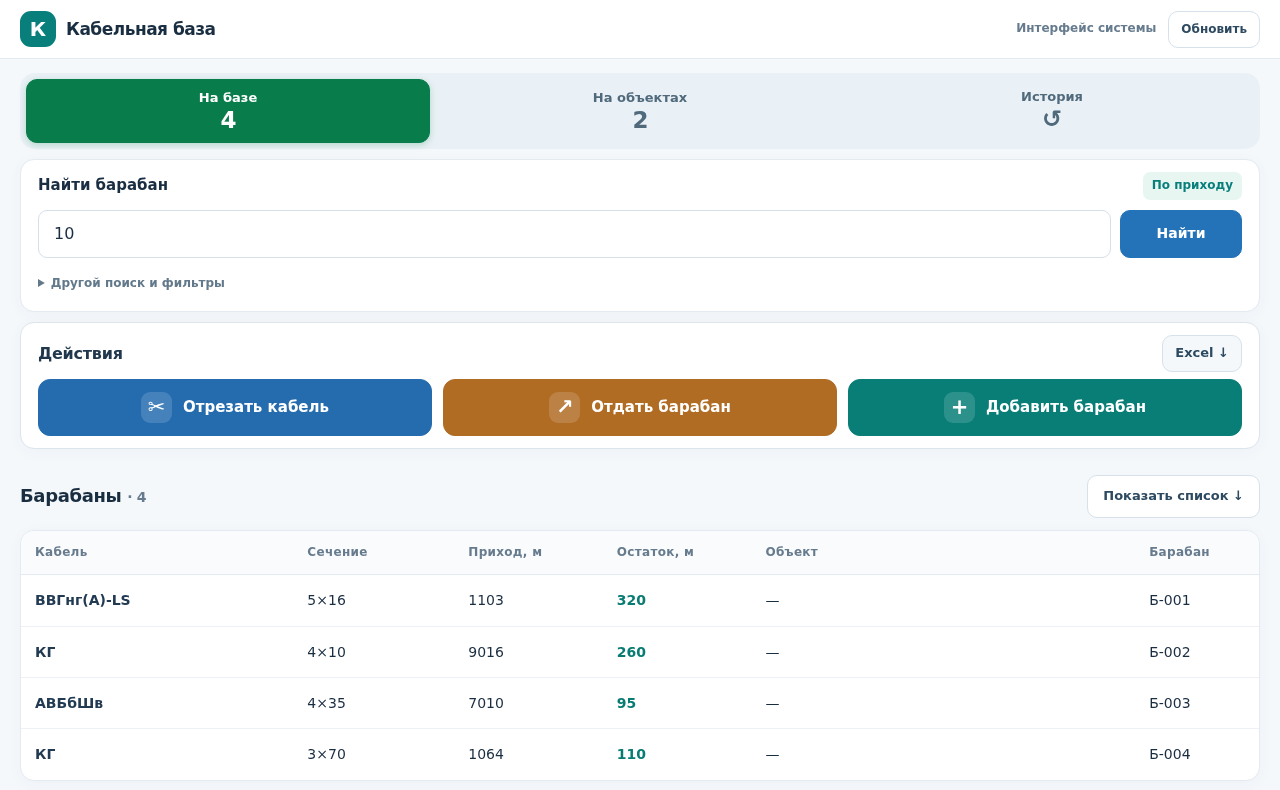 К Кабельная база
Интерфейс системы Обновить
На базе На объектах История
4 2 ↺
Найти барабан По приходу
10 Найти
▶ Другой поиск и фильтры
Действия Excel ↓
✂ Отрезать кабель ↗ Отдать барабан + Добавить барабан
Барабаны · 4 Показать список ↓
Кабель Сечение Приход, м Остаток, м Объект Барабан
ВВГнг(А)-LS 5×16 1103 320 — Б-001
КГ 4×10 9016 260 — Б-002
АВБбШв 4×35 7010 95 — Б-003
КГ 3×70 1064 110 — Б-004